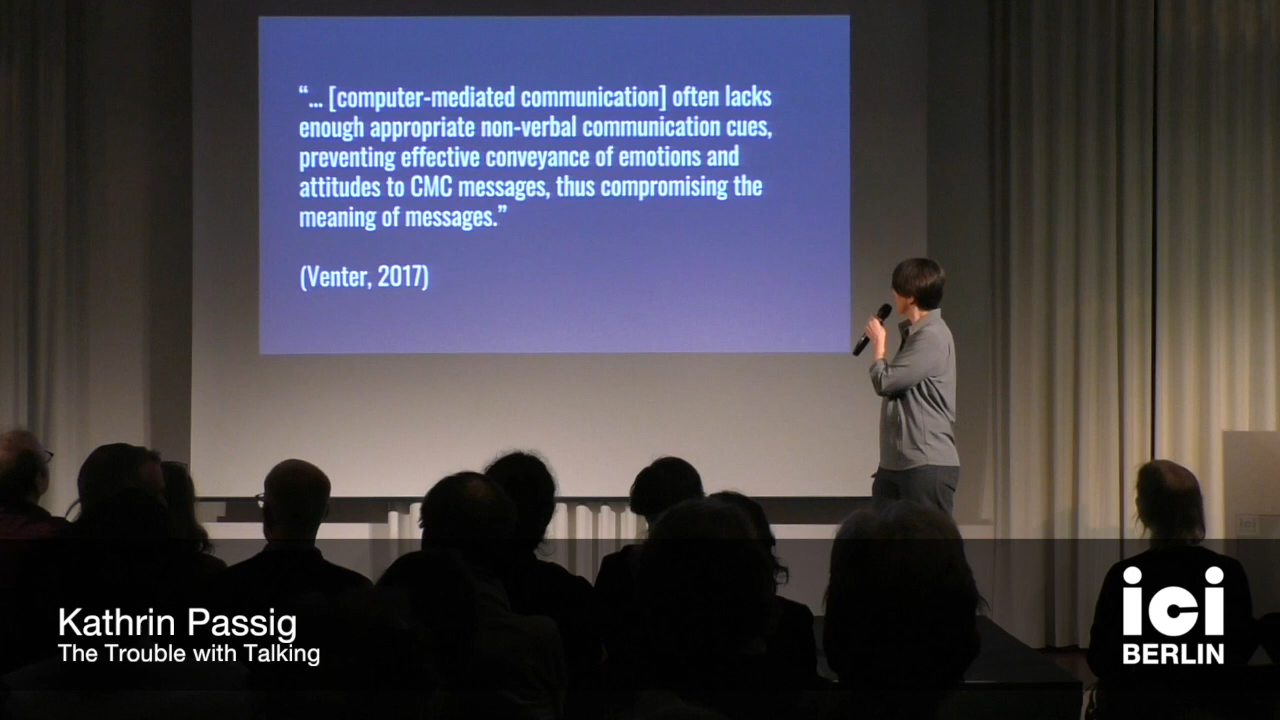 “... [computer-mediated communication] often lacks
enough appropriate non-verbal communication cues,
preventing effective conveyance of emotions and
attitudes to CMC messages, thus compromising the
meaning of messages.”
(Venter, 2017)
Kathrin Passig
The Trouble with Talking
ici
BERLIN
ici